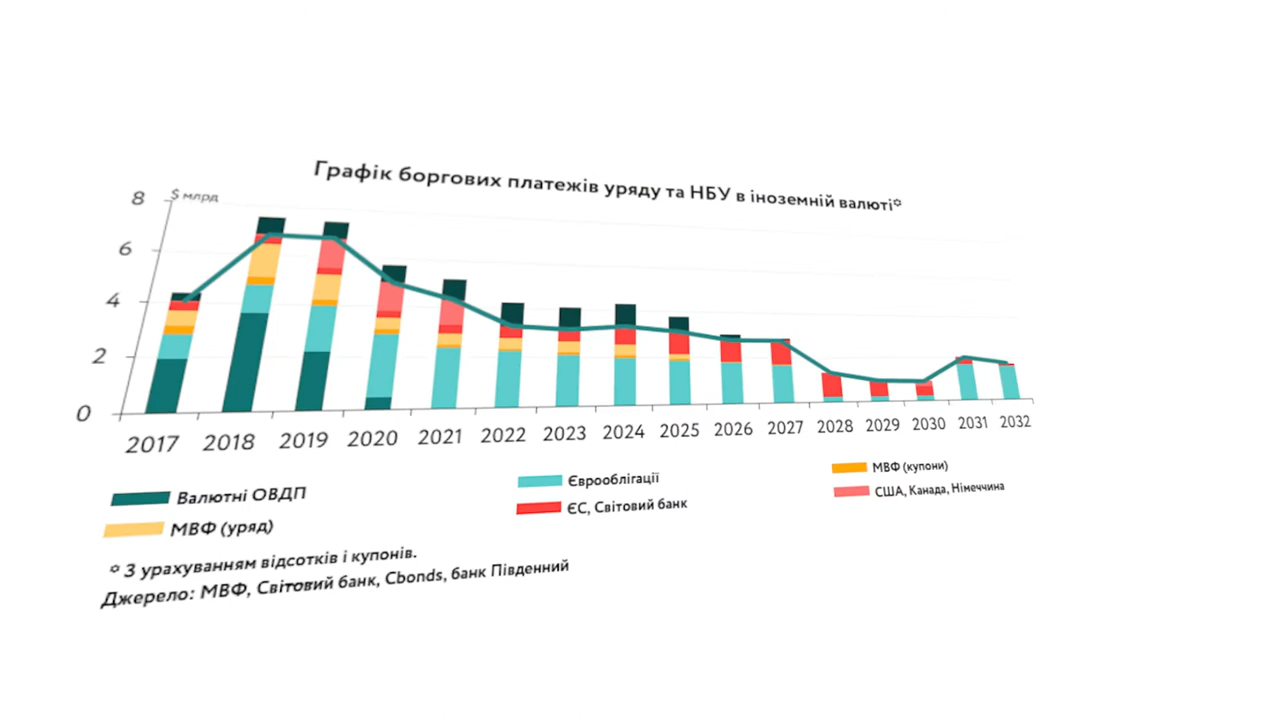 Графік боргових платежів уряду та НБУ в іноземній валюті*
$ млрд
8
6
4
2
0
2017 2018 2019 2020 2021 2022 2023 2024 2025 2026 2027 2028 2029 2030 2031 2032
Валютні ОВДП Єврооблігації МВФ (купони)
МВФ (уряд) ЄС, Світовий банк США, Канада, Німеччина
* З урахуванням відсотків і купонів.
Джерело: МВФ, Світовий банк, Cbonds, банк Південний